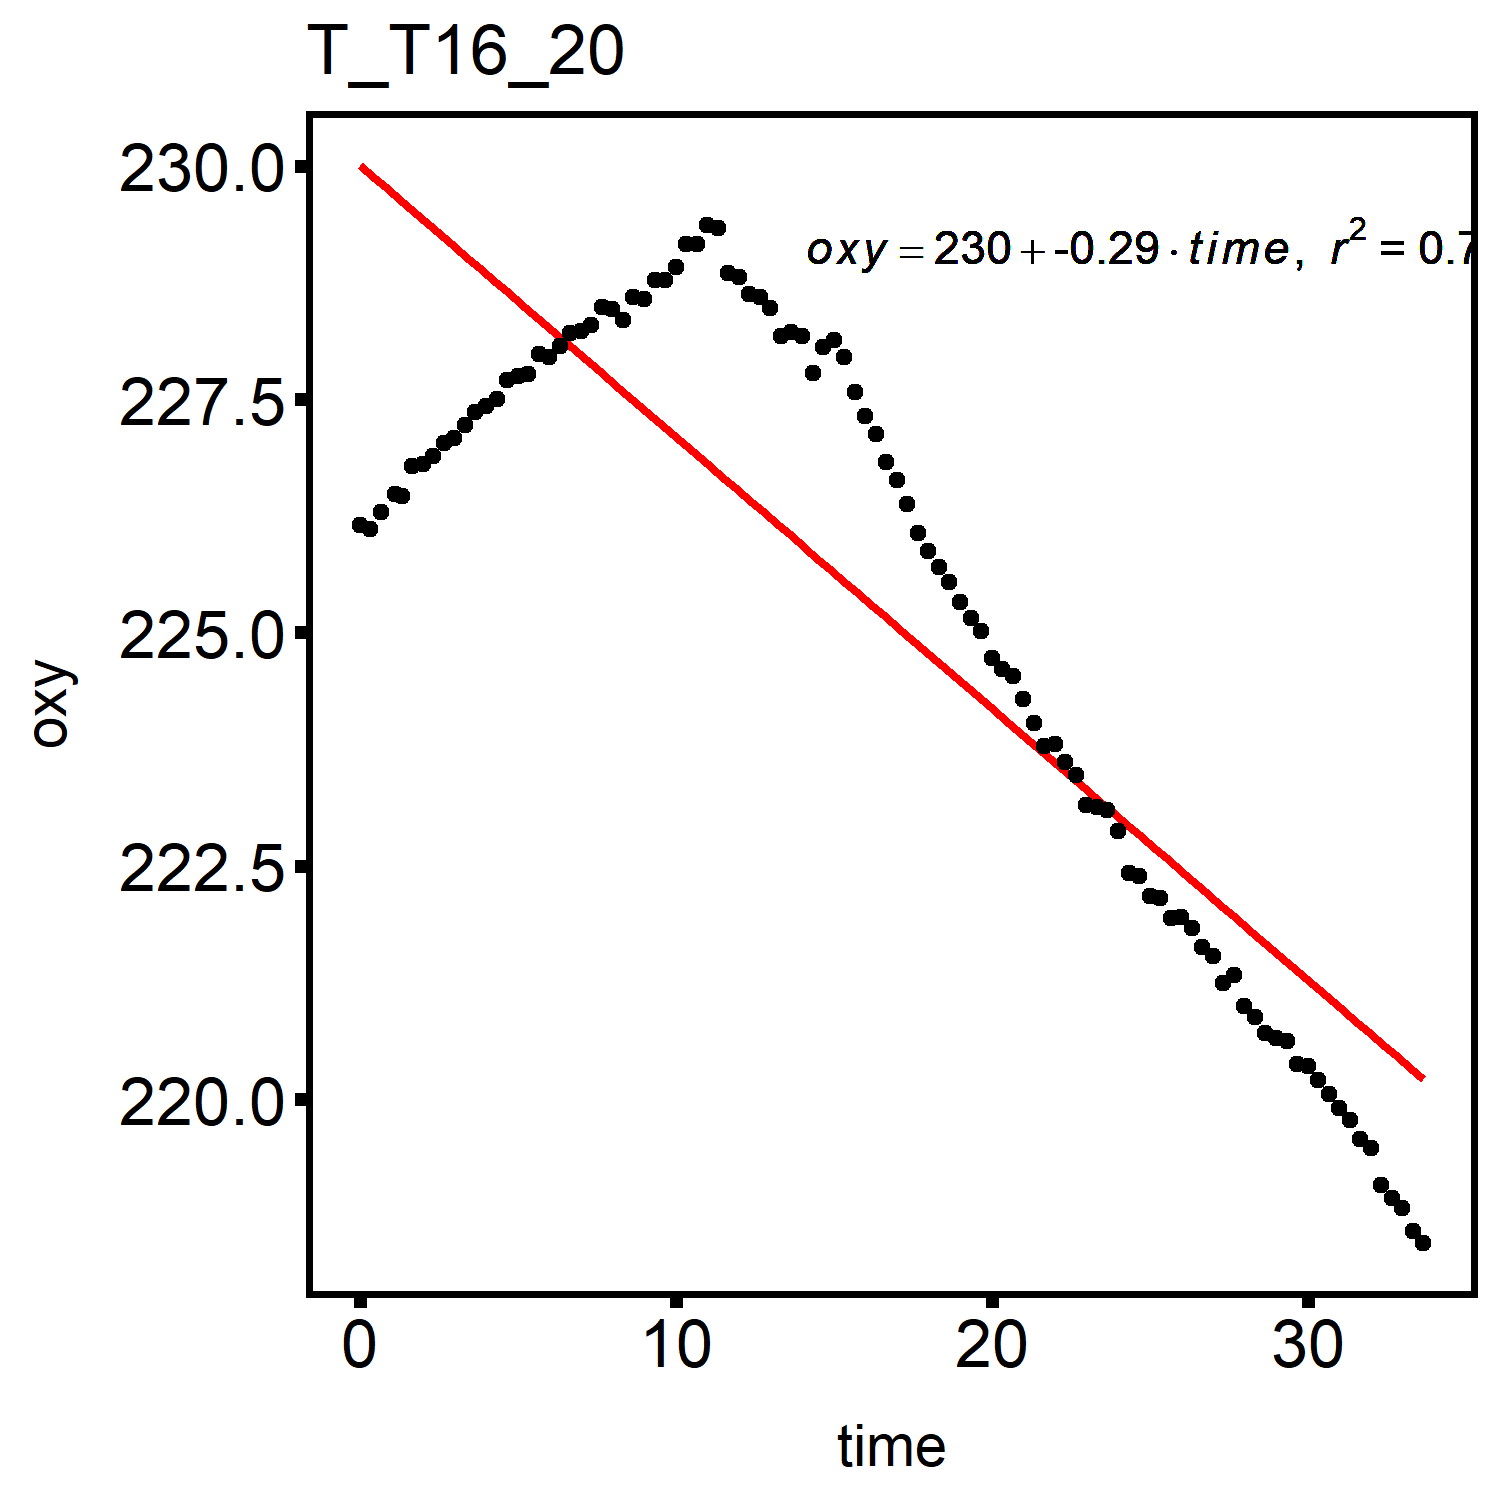 T_T16_20
230.0
227.5
225.0
222.5
220.0
oxy
oxy = 230 + -0.29 · time, r² = 0.7
0 10 20 30
time